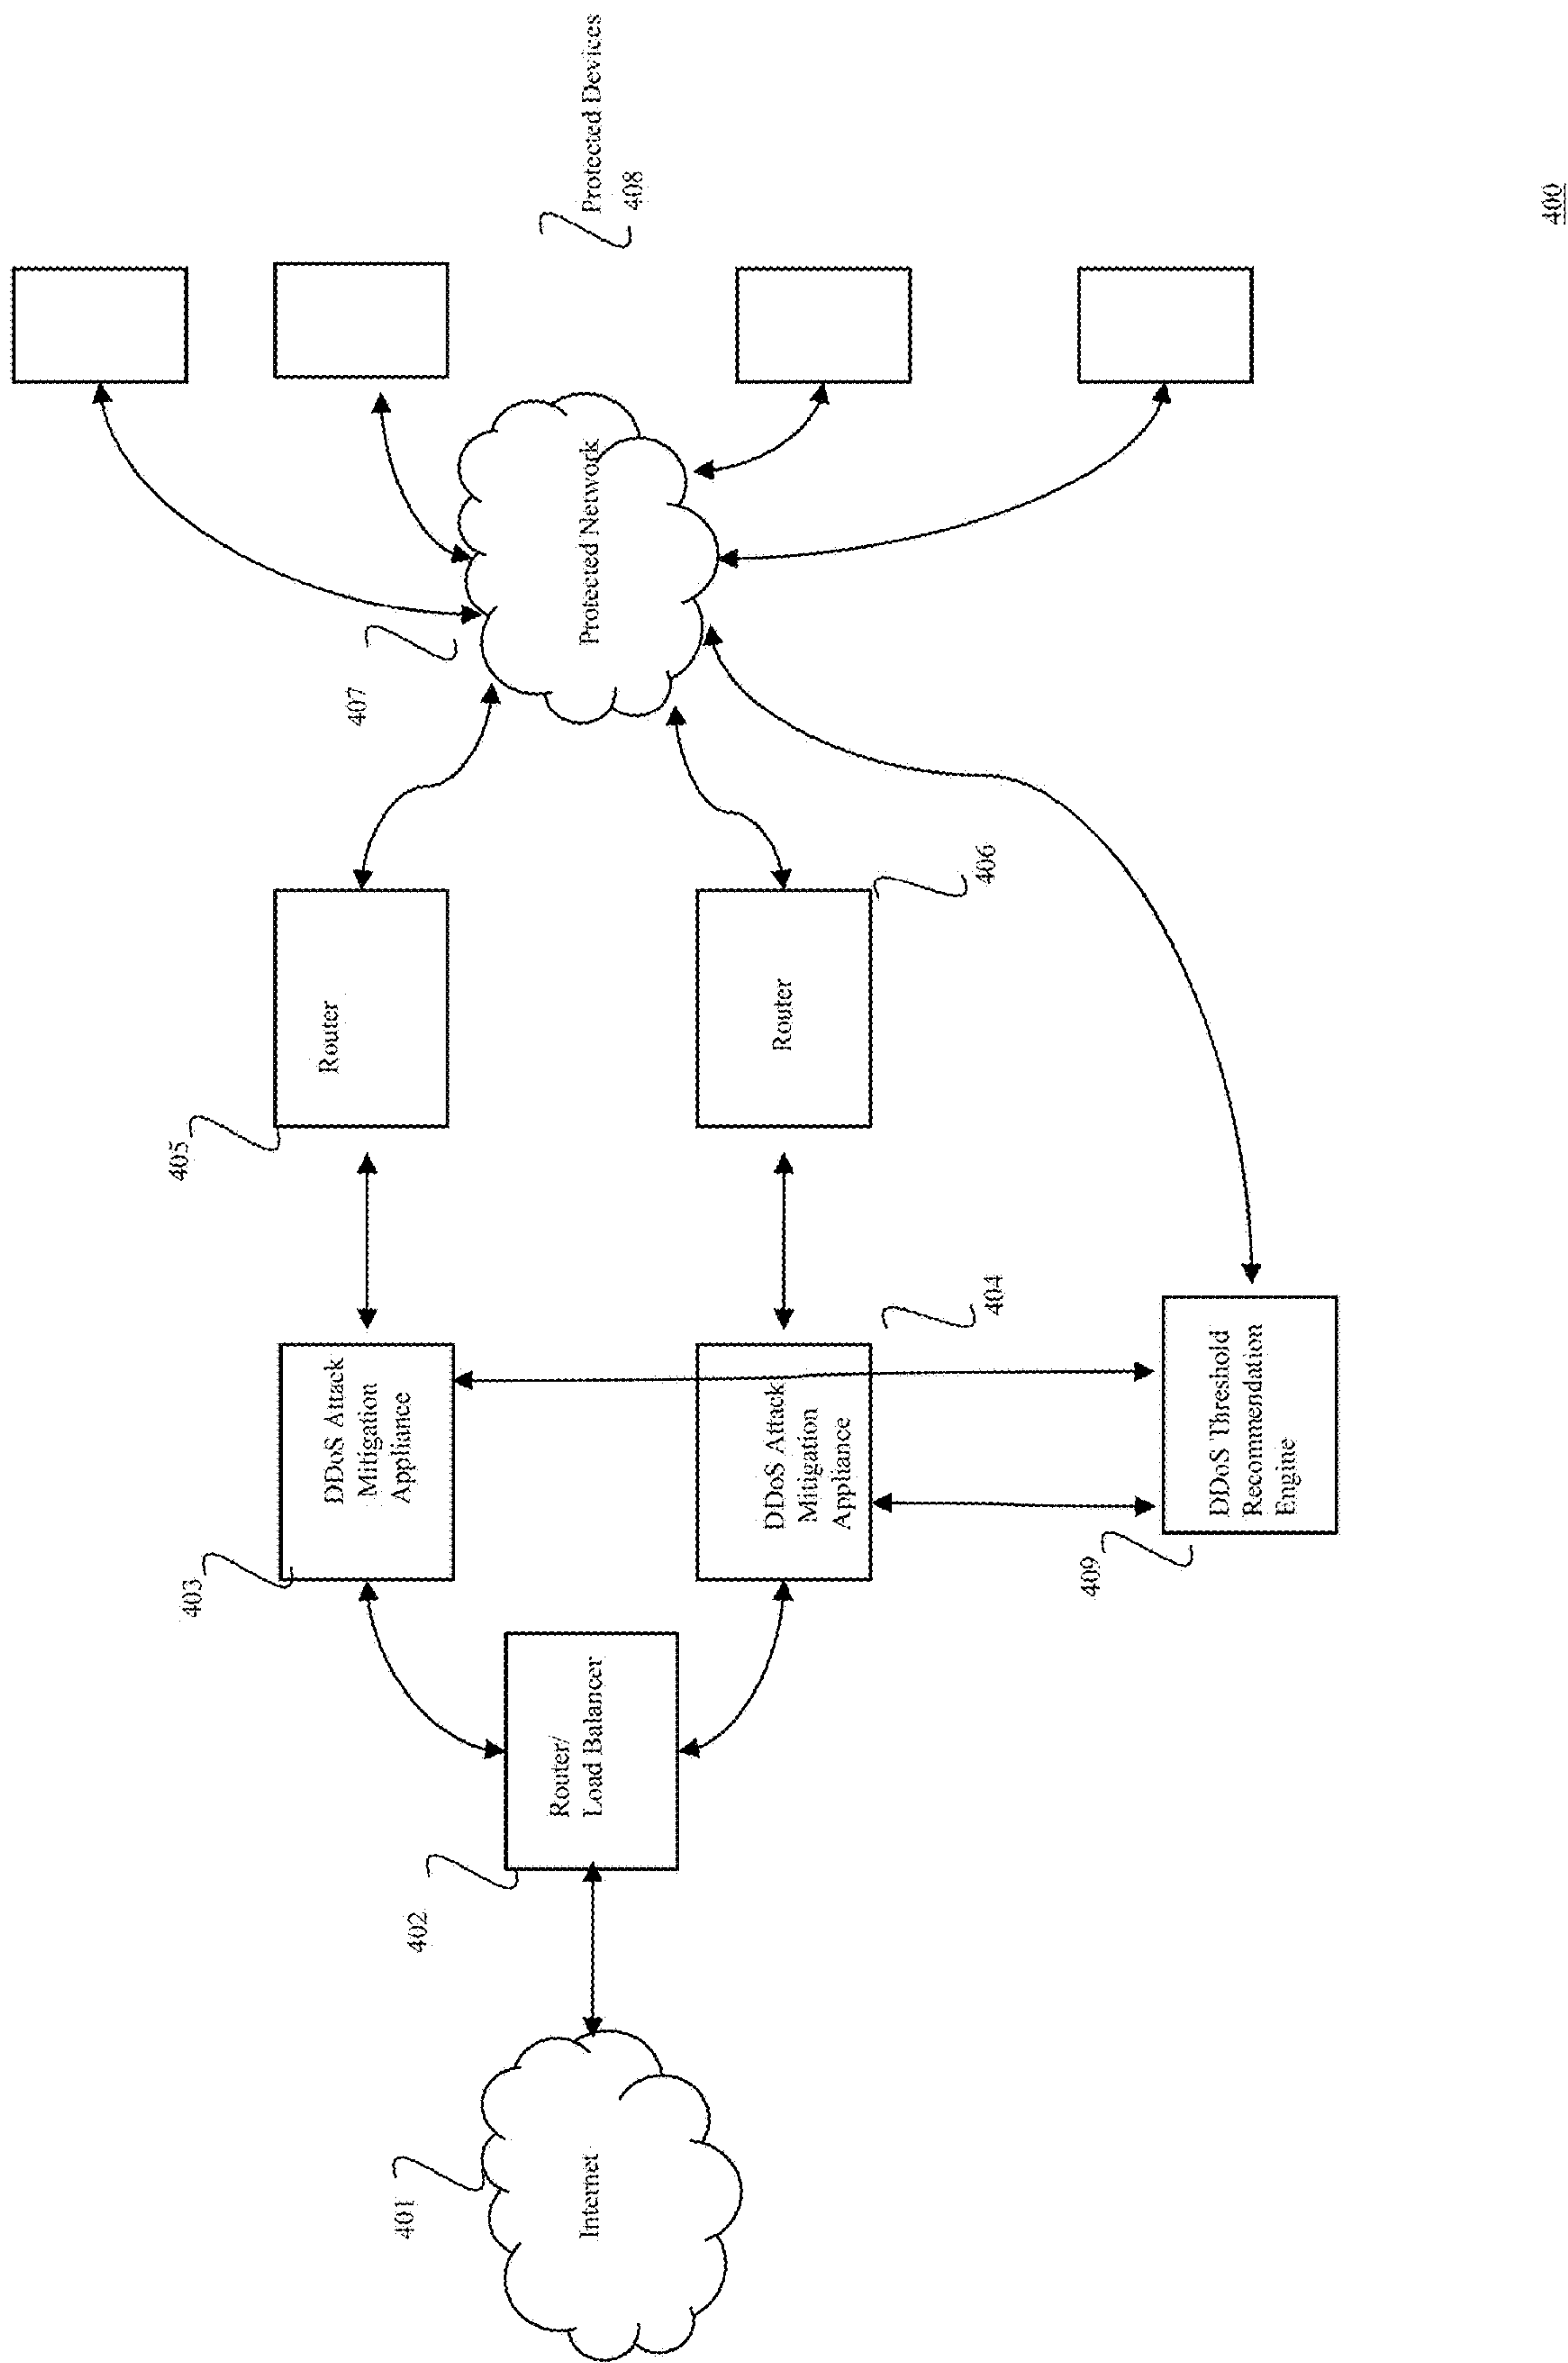 401
Internet
402
Router/
Load Balancer
403
DDoS Attack
Mitigation
Appliance
DDoS Attack
Mitigation
Appliance
404
409
DDoS Threshold
Recommendation
Engine
405
Router
Router
406
407
Protected Network
Protected Devices
408
400